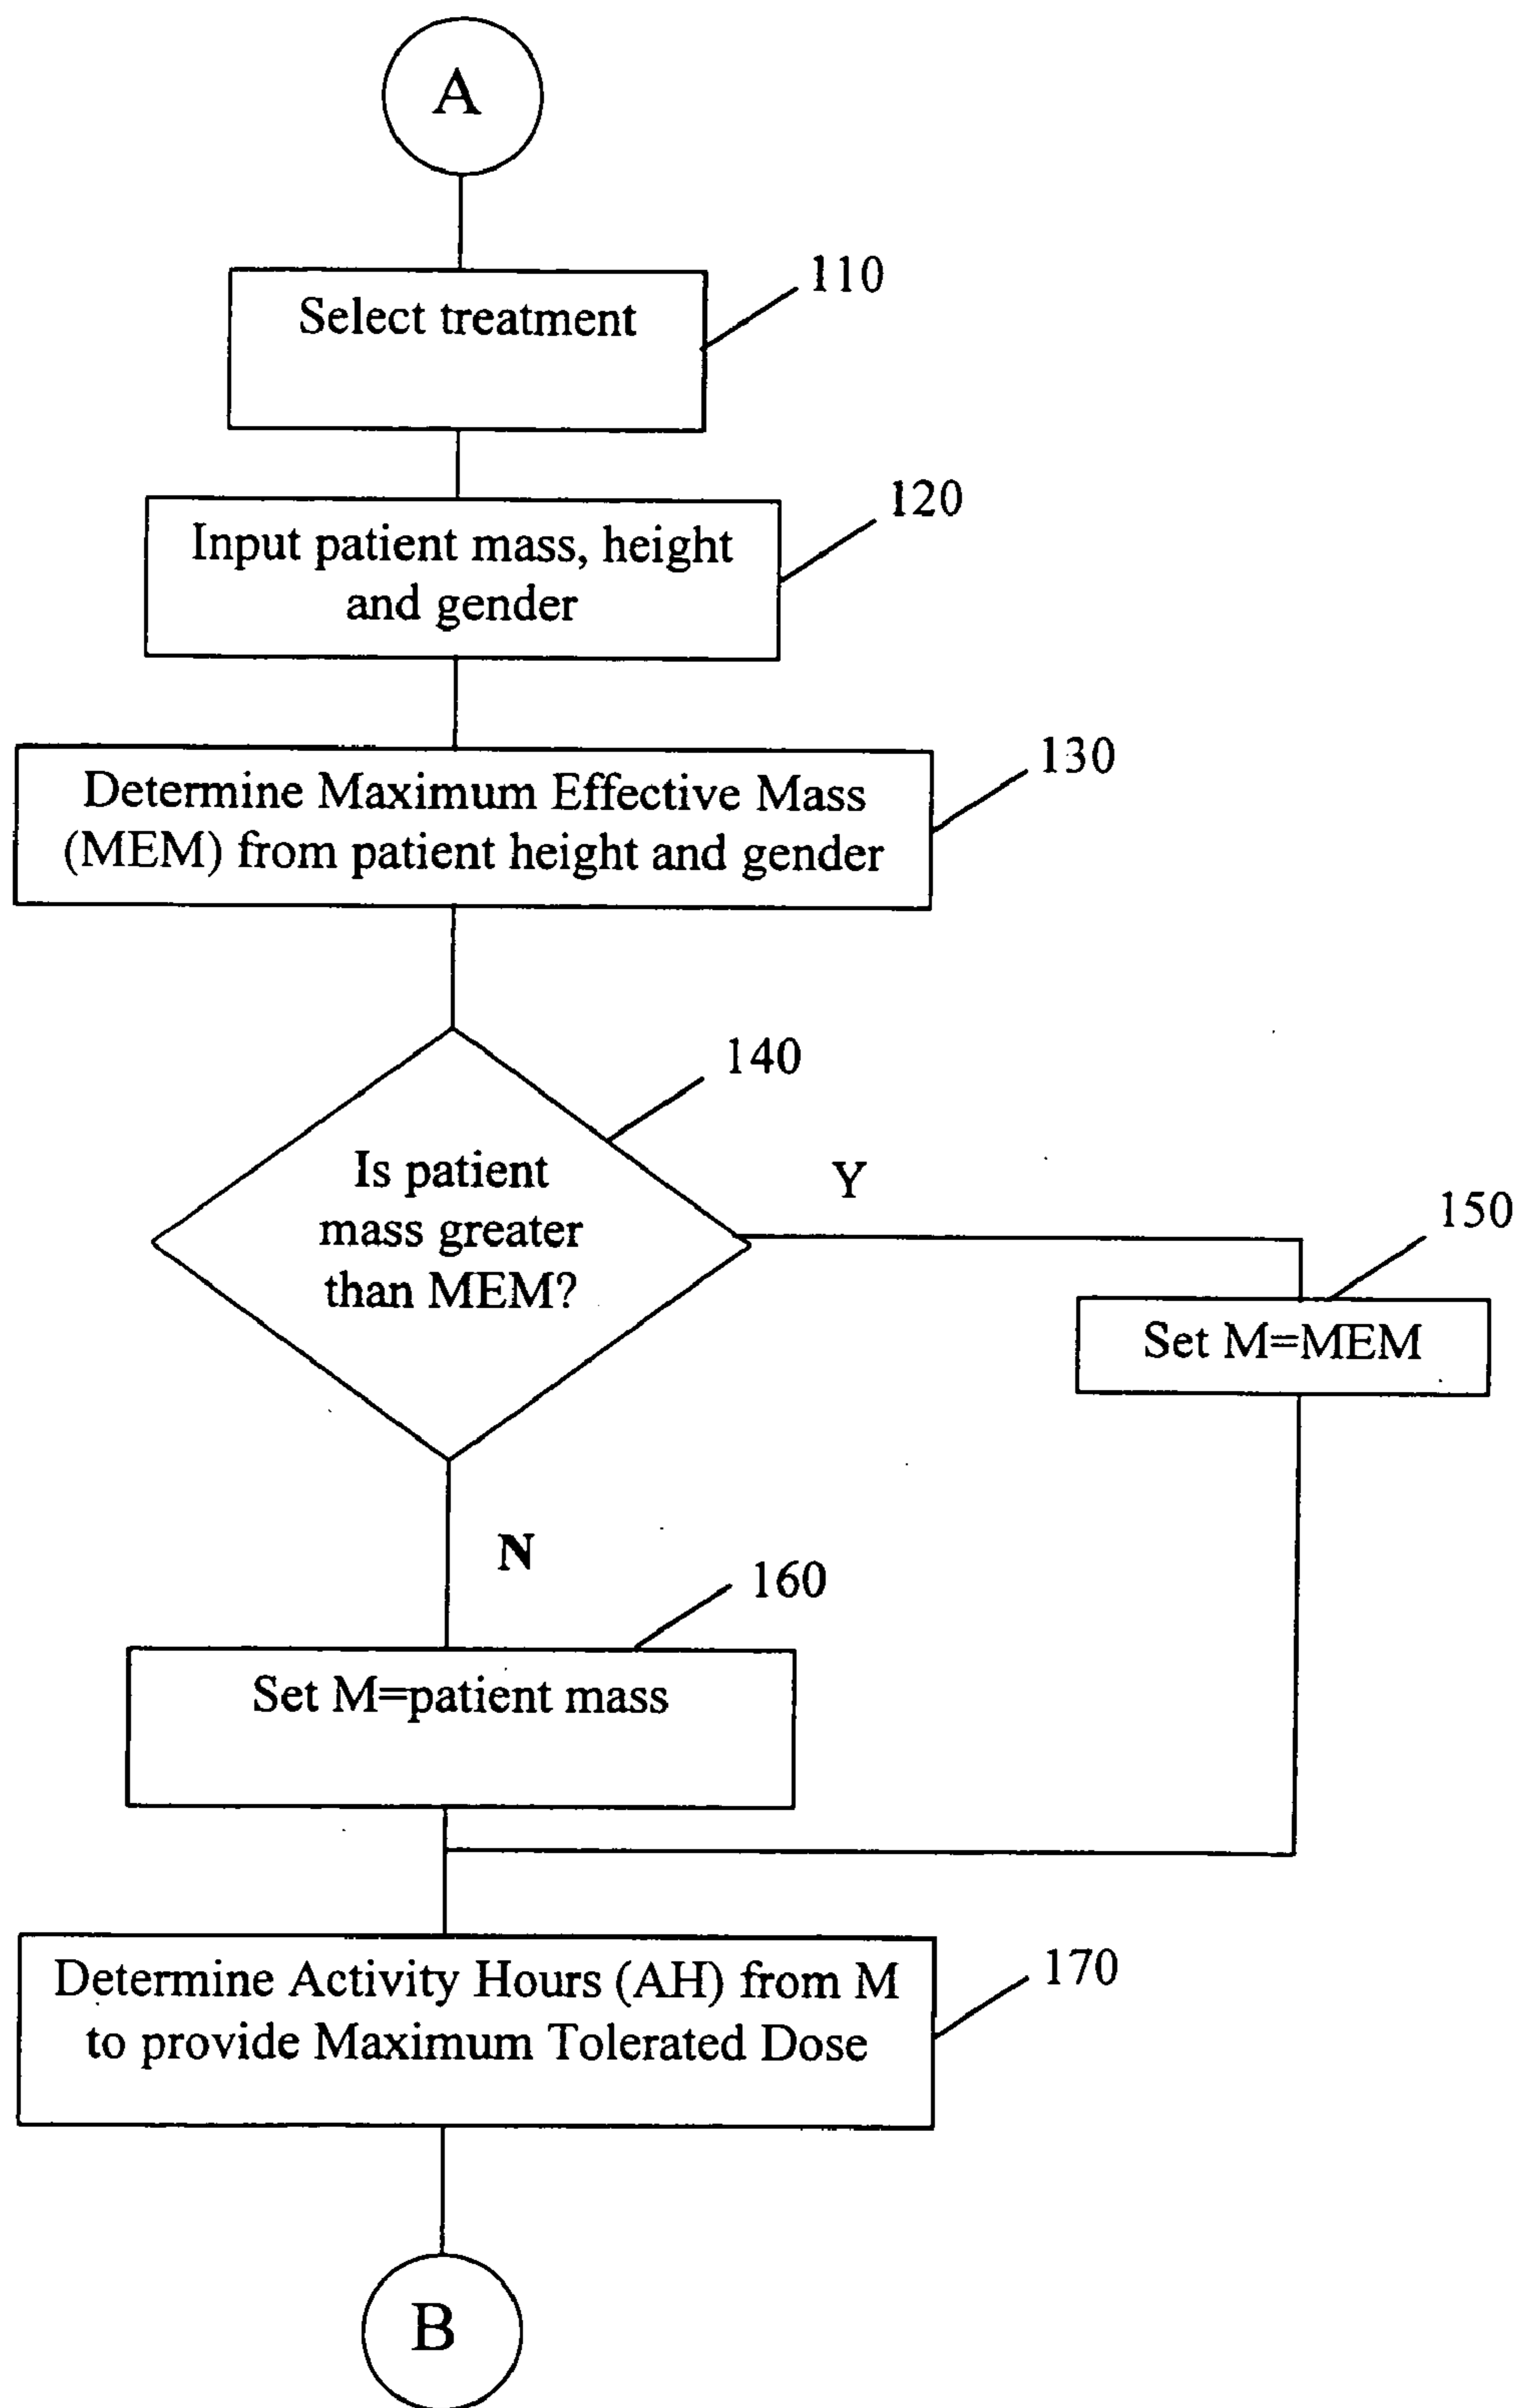 A
110
Select treatment
120
Input patient mass, height
and gender
130
Determine Maximum Effective Mass
(MEM) from patient height and gender
140
Is patient
mass greater
than MEM?
Y
150
Set M=MEM
N
160
Set M=patient mass
170
Determine Activity Hours (AH) from M
to provide Maximum Tolerated Dose
B